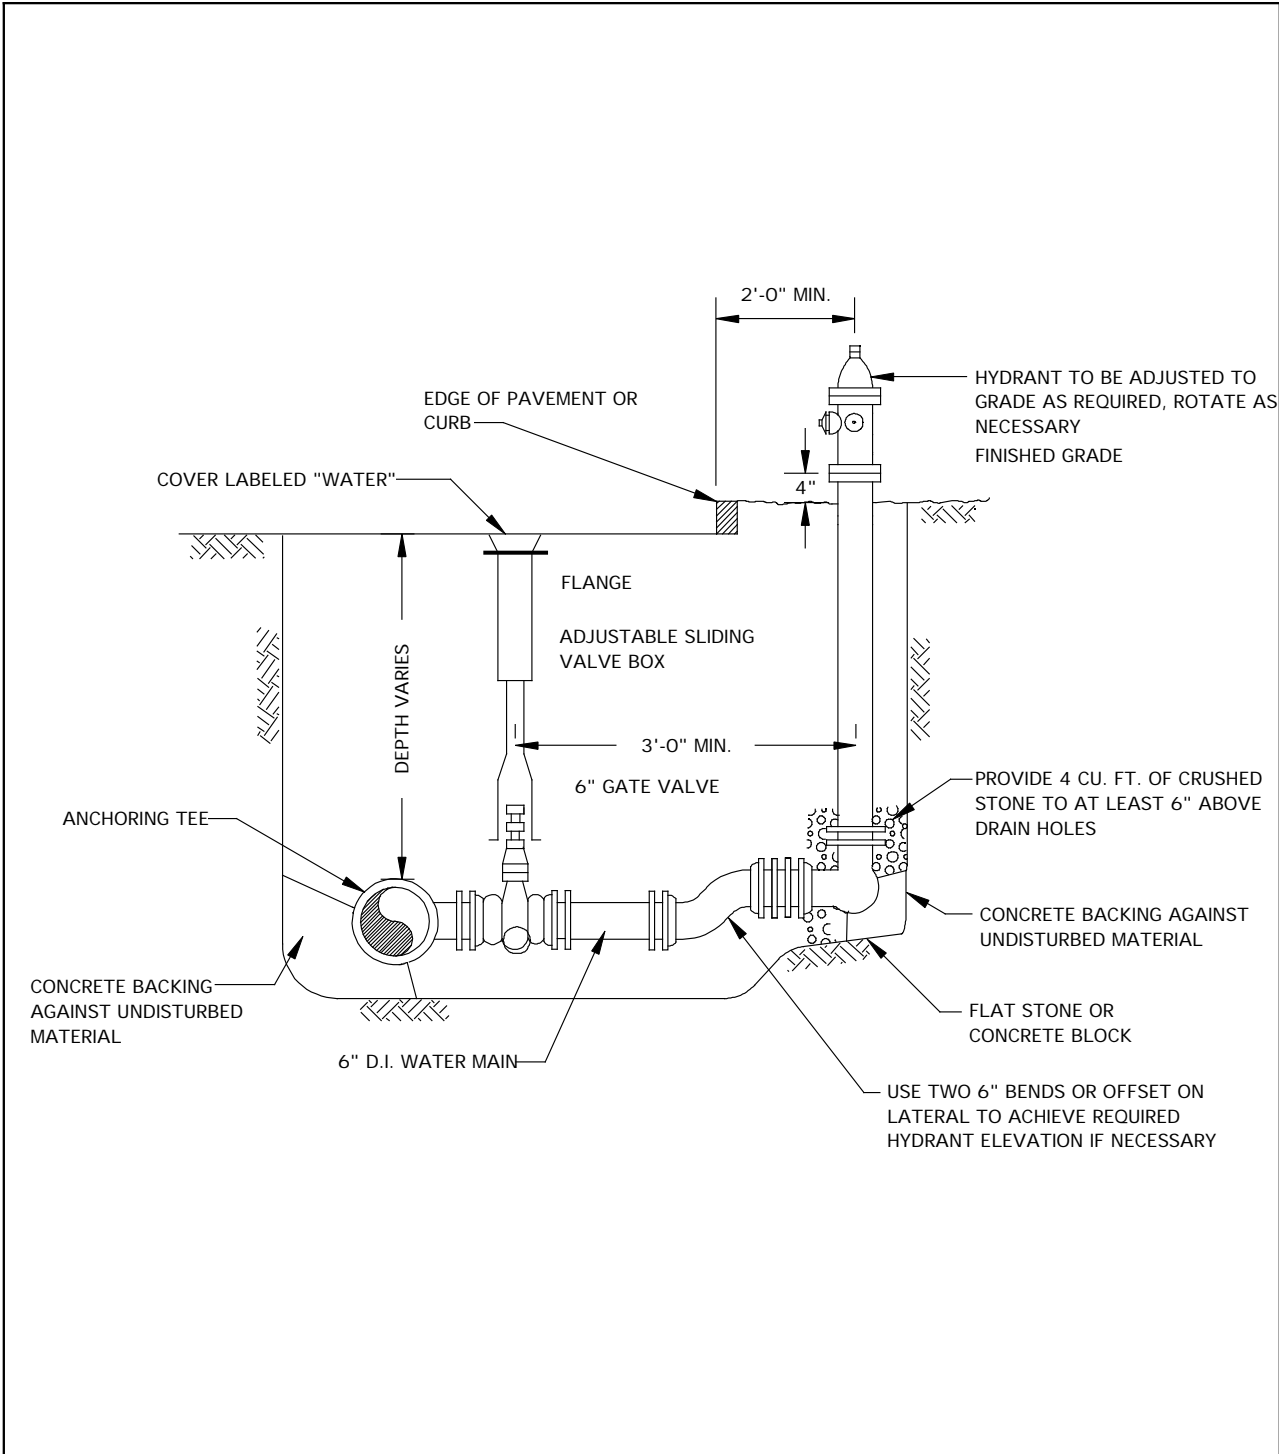 2'-0" MIN.
HYDRANT TO BE ADJUSTED TO
GRADE AS REQUIRED, ROTATE AS
NECESSARY
FINISHED GRADE
EDGE OF PAVEMENT OR
CURB
COVER LABELED "WATER"
4"
FLANGE
ADJUSTABLE SLIDING
VALVE BOX
DEPTH VARIES
3'-0" MIN.
6" GATE VALVE
PROVIDE 4 CU. FT. OF CRUSHED
STONE TO AT LEAST 6" ABOVE
DRAIN HOLES
ANCHORING TEE
CONCRETE BACKING AGAINST
UNDISTURBED MATERIAL
CONCRETE BACKING
AGAINST UNDISTURBED
MATERIAL
FLAT STONE OR
CONCRETE BLOCK
6" D.I. WATER MAIN
USE TWO 6" BENDS OR OFFSET ON
LATERAL TO ACHIEVE REQUIRED
HYDRANT ELEVATION IF NECESSARY